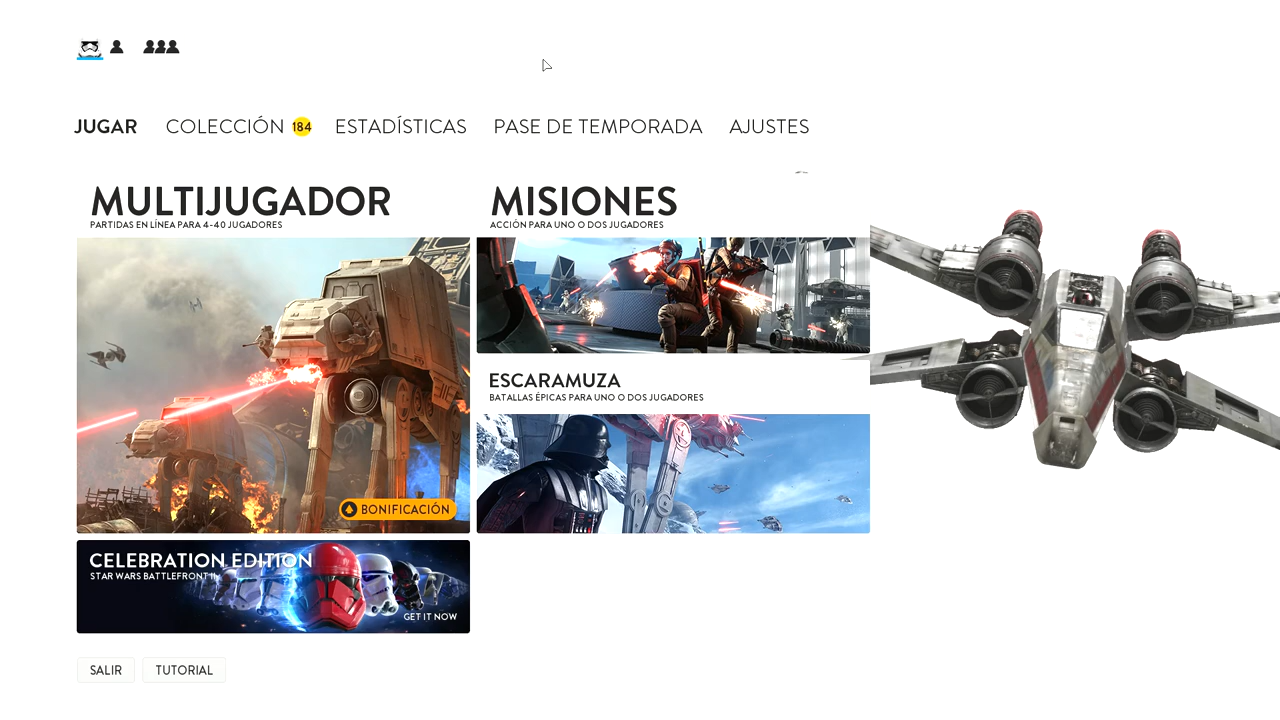 JUGAR
COLECCIÓN 184
ESTADÍSTICAS
PASE DE TEMPORADA
AJUSTES
MULTIJUGADOR
PARTIDAS EN LÍNEA PARA 4-40 JUGADORES
BONIFICACIÓN
MISIONES
ACCIÓN PARA UNO O DOS JUGADORES
ESCARAMUZA
BATALLAS ÉPICAS PARA UNO O DOS JUGADORES
CELEBRATION EDITION
STAR WARS BATTLEFRONT II
GET IT NOW
SALIR
TUTORIAL